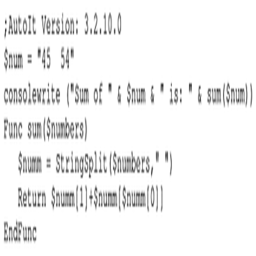 ;AutoIt Version: 3.2.10.0
$num = "45  54"
consolewrite ("Sum of " & $num & " is: " & sum($num))
Func sum($numbers)
   $numm = StringSplit($numbers," ")
   Return $numm[1]+$numm[$numm[0]]
EndFunc